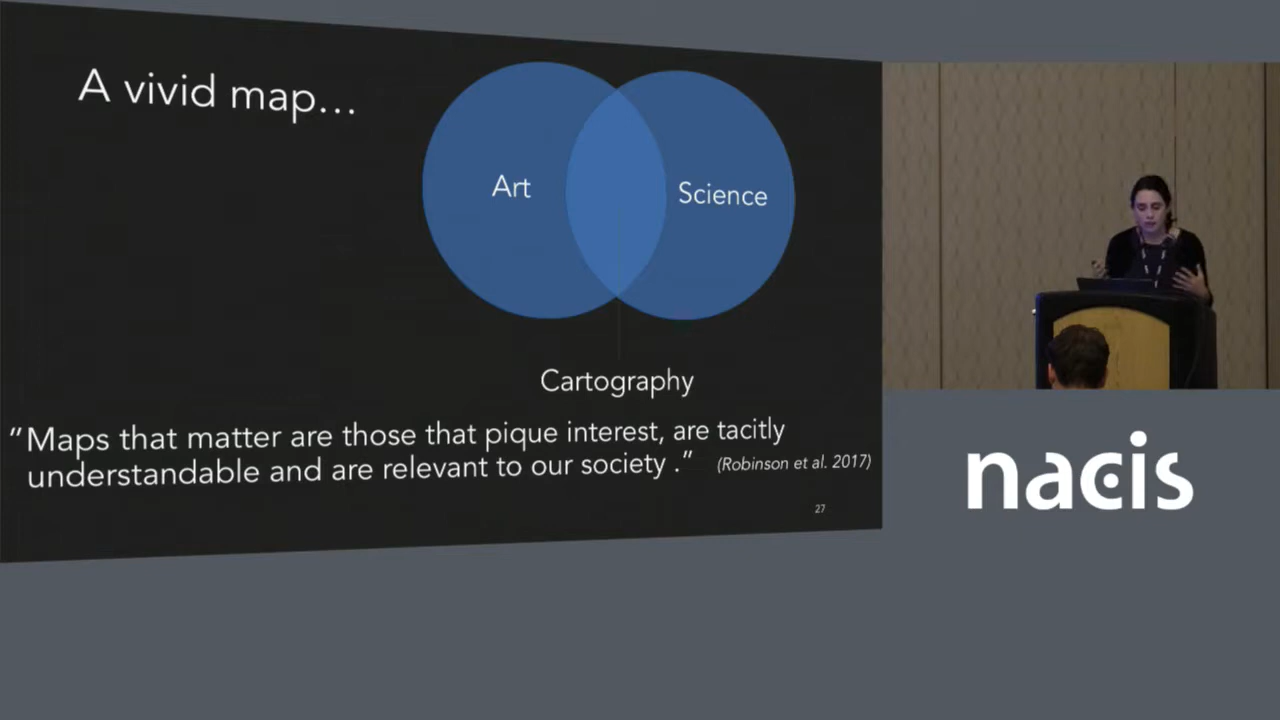 A vivid map...
Art
Science
Cartography
“Maps that matter are those that pique interest, are tacitly
understandable and are relevant to our society .” (Robinson et al. 2017)
27
nacis